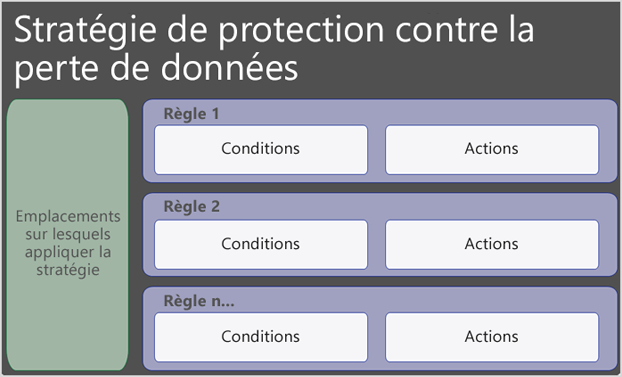 Stratégie de protection contre la
perte de données
Emplacements
sur lesquels
appliquer la
stratégie
Règle 1
Conditions
Actions
Règle 2
Conditions
Actions
Règle n...
Conditions
Actions